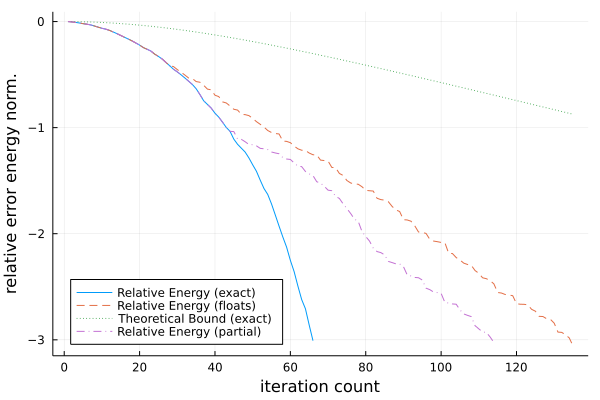 0
−1
−2
−3
relative error energy norm.
Relative Energy (exact)
Relative Energy (floats)
Theoretical Bound (exact)
Relative Energy (partial)
0 20 40 60 80 100 120
iteration count